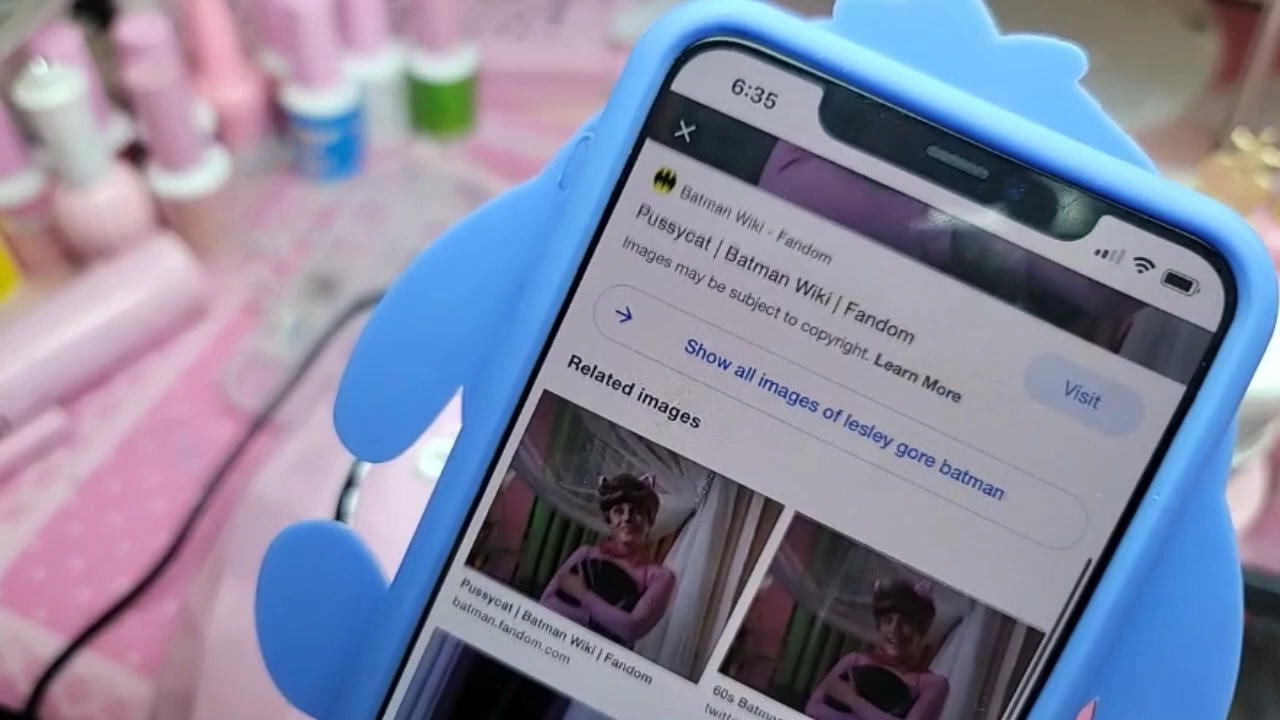 6:35
Batman Wiki - Fandom
Pussycat | Batman Wiki | Fandom
Images may be subject to copyright. Learn More
Visit
Show all images of lesley gore batman
Related images
Pussycat | Batman Wiki | Fandom
batman.fandom.com
60s Batma